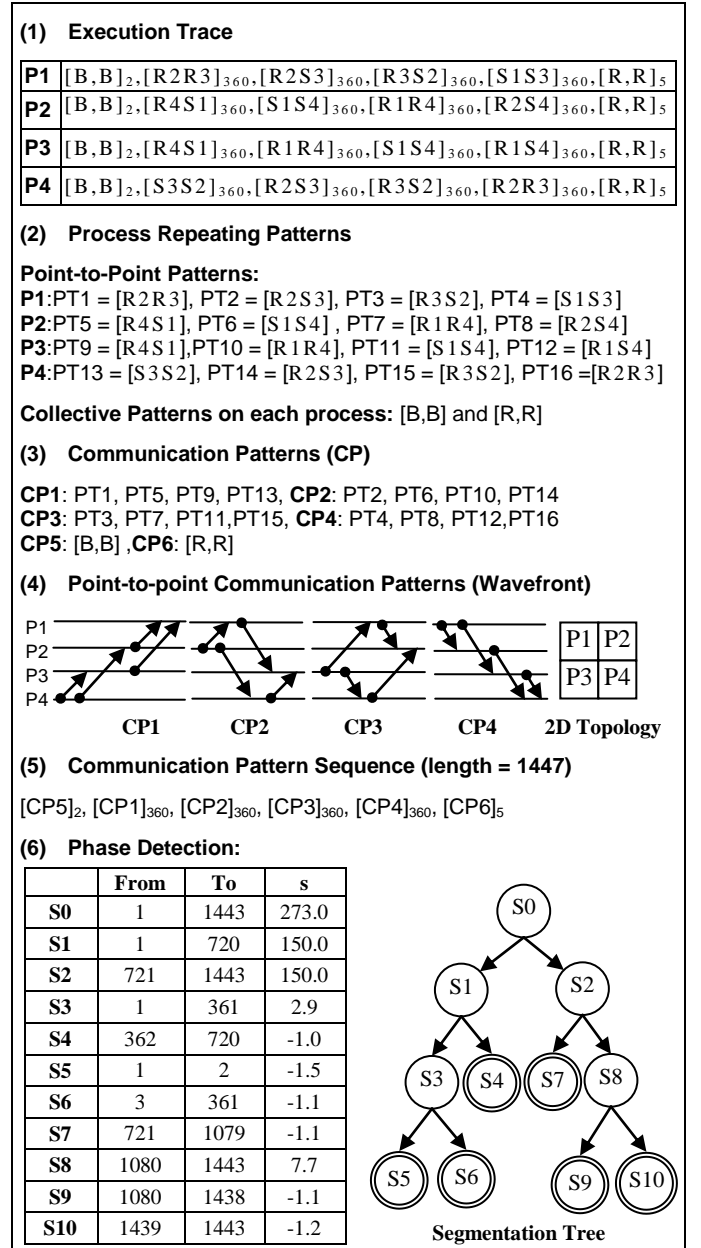 (1) Execution Trace
P1 [B,B]2,[R2R3]360,[R2S3]360,[R3S2]360,[S1S3]360,[R,R]5
P2 [B,B]2,[R4S1]360,[S1S4]360,[R1R4]360,[R2S4]360,[R,R]5
P3 [B,B]2,[R4S1]360,[R1R4]360,[S1S4]360,[R1S4]360,[R,R]5
P4 [B,B]2,[S3S2]360,[R2S3]360,[R3S2]360,[R2R3]360,[R,R]5
(2) Process Repeating Patterns
Point-to-Point Patterns:
P1:PT1 = [R2R3], PT2 = [R2S3], PT3 = [R3S2], PT4 = [S1S3]
P2:PT5 = [R4S1], PT6 = [S1S4] , PT7 = [R1R4], PT8 = [R2S4]
P3:PT9 = [R4S1],PT10 = [R1R4], PT11 = [S1S4], PT12 = [R1S4]
P4:PT13 = [S3S2], PT14 = [R2S3], PT15 = [R3S2], PT16 =[R2R3]
Collective Patterns on each process: [B,B] and [R,R]
(3) Communication Patterns (CP)
CP1: PT1, PT5, PT9, PT13, CP2: PT2, PT6, PT10, PT14
CP3: PT3, PT7, PT11,PT15, CP4: PT4, PT8, PT12,PT16
CP5: [B,B] ,CP6: [R,R]
(4) Point-to-point Communication Patterns (Wavefront)
P1
P2
P3
P4
P1 P2
P3 P4
CP1 CP2 CP3 CP4 2D Topology
(5) Communication Pattern Sequence (length = 1447)
[CP5]2, [CP1]360, [CP2]360, [CP3]360, [CP4]360, [CP6]5
(6) Phase Detection:
From To s
S0 1 1443 273.0
S1 1 720 150.0
S2 721 1443 150.0
S3 1 361 2.9
S4 362 720 -1.0
S5 1 2 -1.5
S6 3 361 -1.1
S7 721 1079 -1.1
S8 1080 1443 7.7
S9 1080 1438 -1.1
S10 1439 1443 -1.2
S0
S1 S2
S3 S4 S7 S8
S5 S6 S9 S10
Segmentation Tree